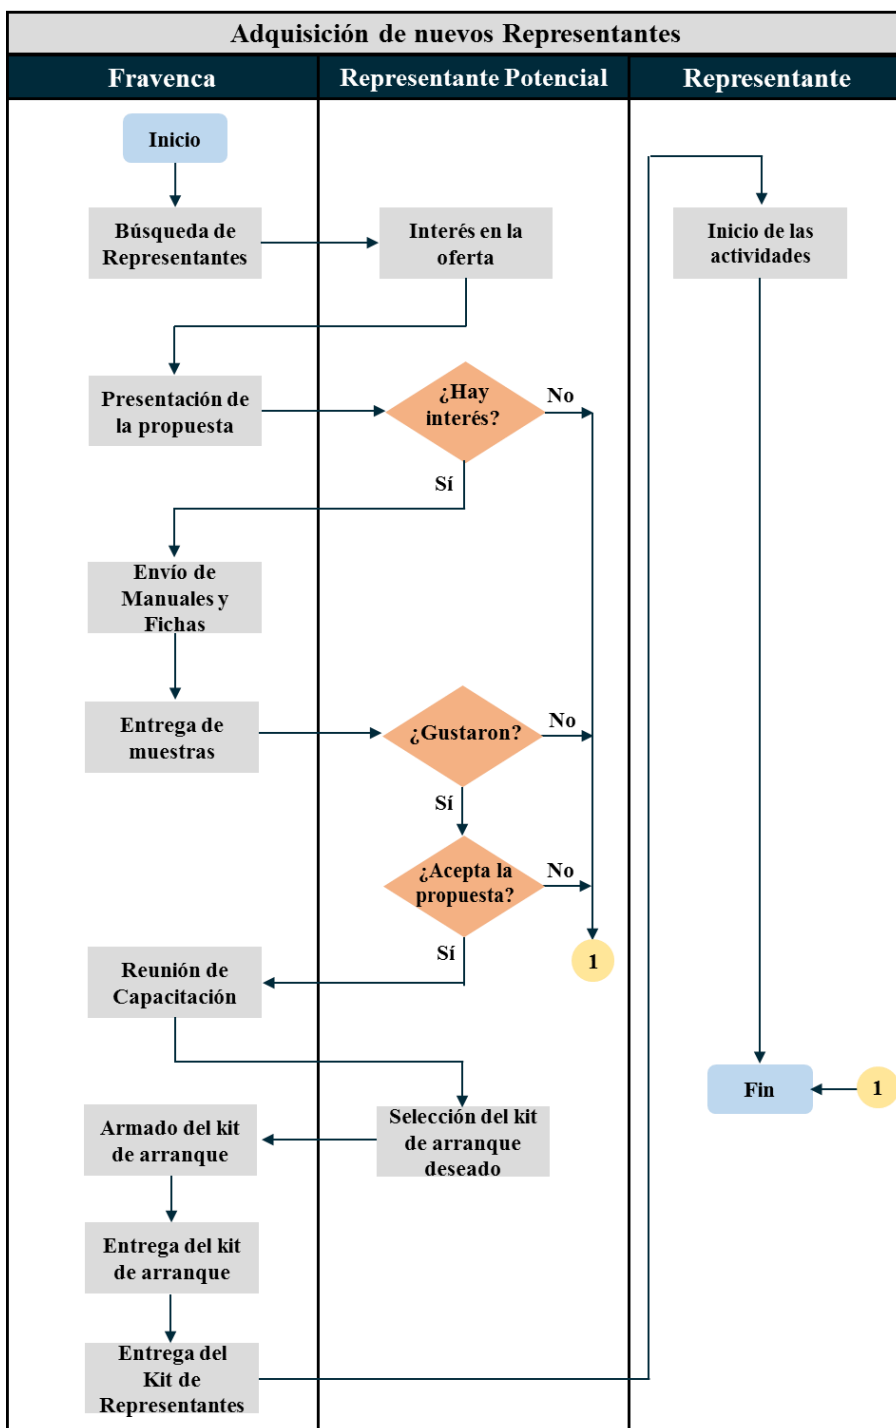 Adquisición de nuevos Representantes
Fravenca
Representante Potencial
Representante
Inicio
Búsqueda de
Representantes
Interés en la
oferta
Inicio de las
actividades
Presentación de
la propuesta
¿Hay
interés?
No
Sí
Envío de
Manuales y
Fichas
Entrega de
muestras
¿Gustaron?
No
Sí
¿Acepta la
propuesta?
No
Sí
1
Reunión de
Capacitación
Fin
1
Selección del kit
de arranque
deseado
Armado del kit
de arranque
Entrega del kit
de arranque
Entrega del
Kit de
Representantes